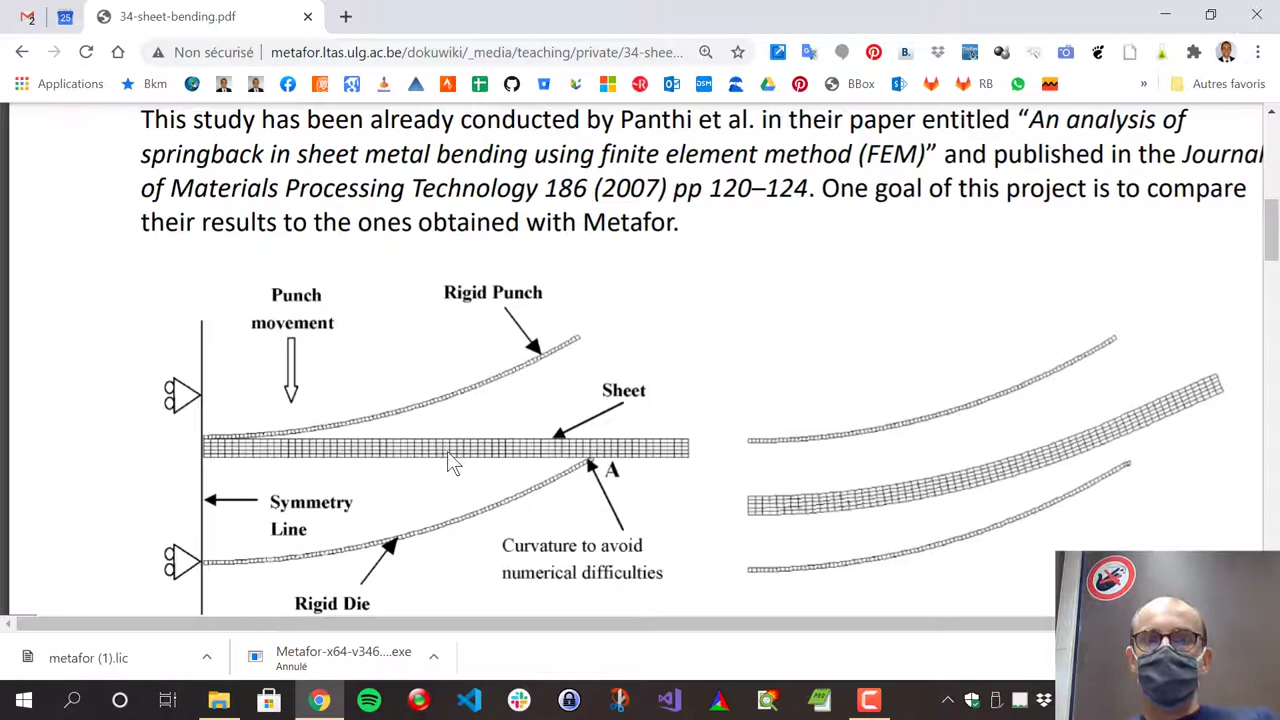 34-sheet-bending.pdf
Non sécurisé
metafor.ltas.ulg.ac.be/dokuwiki/_media/teaching/private/34-shee...
Applications
Bkm
BBox
RB
»
Autres favoris
This study has been already conducted by Panthi et al. in their paper entitled “An analysis of
springback in sheet metal bending using finite element method (FEM)” and published in the Journal
of Materials Processing Technology 186 (2007) pp 120–124. One goal of this project is to compare
their results to the ones obtained with Metafor.
Punch
movement
Rigid Punch
Sheet
A
Symmetry
Line
Curvature to avoid
numerical difficulties
Rigid Die
metafor (1).lic
Metafor-x64-v346....exe
Annulé